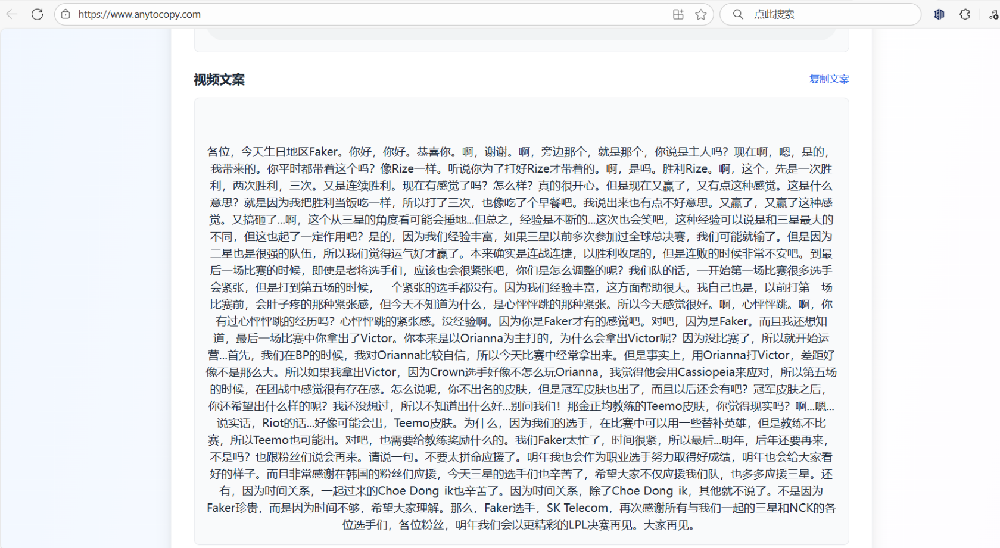 https://www.anytocopy.com
点此搜索
视频文案
复制文案
各位，今天生日地区Faker。你好，你好。恭喜你。啊，谢谢。啊，旁边那个，就是那个，你说是主人吗？现在啊，嗯，是的，
我带来的。你平时都带着这个吗？像Rize一样。听说你为了打好Rize才带着的。啊，是吗。胜利Rize。啊，这个，先是一次胜
利，两次胜利，三次。又是连续胜利。现在有感觉了吗？怎么样？真的很开心。但是现在又赢了，又有点这种感觉。这是什么
意思？就是因为我把胜利当饭吃一样，所以打了三次，也像吃了个早餐吧。我说出来也有点不好意思。又赢了，又赢了这种感
觉。又搞砸了...啊，这个从三星的角度看可能会捶地...但总之，经验是不断的...这次也会笑吧，这种经验可以说是和三星最大的
不同，但这也起了一定作用吧？是的，因为我们经验丰富，如果三星以前多次参加过全球总决赛，我们可能就输了。但是因为
三星也是很强的队伍，所以我们觉得运气好才赢了。本来确实是连战连捷，以胜利收尾的，但是连败的时候非常不安吧。到最
后一场比赛的时候，即使是老将选手们，应该也会很紧张吧，你们是怎么调整的呢？我们队的话，一开始第一场比赛很多选手
会紧张，但是打到第五场的时候，一个紧张的选手都没有。因为我们经验丰富，这方面帮助很大。我自己也是，以前打第一场
比赛前，会肚子疼的那种紧张感，但今天不知道为什么，是心怦怦跳的那种紧张。所以今天感觉很好。啊，心怦怦跳。啊，你
有过心怦怦跳的经历吗？心怦怦跳的紧张感。没经验啊。因为你是Faker才有的感觉吧。对吧，因为是Faker。而且我还想知
道，最后一场比赛中你拿出了Victor。你本来是以Orianna为主打的，为什么会拿出Victor呢？因为没比赛了，所以就开始运
营...首先，我们在BP的时候，我对Orianna比较自信，所以今天比赛中经常拿出来。但是事实上，用Orianna打Victor，差距好
像不是那么大。所以如果我拿出Victor，因为Crown选手好像不怎么玩Orianna，我觉得他会用Cassiopeia来应对，所以第五场
的时候，在团战中感觉很有存在感。怎么说呢，你不出名的皮肤，但是冠军皮肤也出了，而且以后还会有吧？冠军皮肤之后，
你还希望出什么样的呢？我还没想过，所以不知道出什么好...别问我们！那金正均教练的Teemo皮肤，你觉得现实吗？啊...嗯...
说实话，Riot的话...好像可能会出，Teemo皮肤。为什么，因为我们的选手，在比赛中可以用一些替补英雄，但是教练不比
赛，所以Teemo也可能出。对吧，也需要给教练奖励什么的。我们Faker太忙了，时间很紧，所以最后...明年，后年还要再来，
不是吗？也跟粉丝们说会再来。请说一句。不要太拼命应援了。明年我也会作为职业选手努力取得好成绩，明年也会给大家看
好的样子。而且非常感谢在韩国的粉丝们应援，今天三星的选手们也辛苦了，希望大家不仅应援我们队，也多多应援三星。还
有，因为时间关系，一起过来的Choe Dong-ik也辛苦了。因为时间关系，除了Choe Dong-ik，其他就不说了。不是因为
Faker珍贵，而是因为时间不够，希望大家理解。那么，Faker选手，SK Telecom，再次感谢所有与我们一起的三星和NCK的各
位选手们，各位粉丝，明年我们会以更精彩的LPL决赛再见。大家再见。